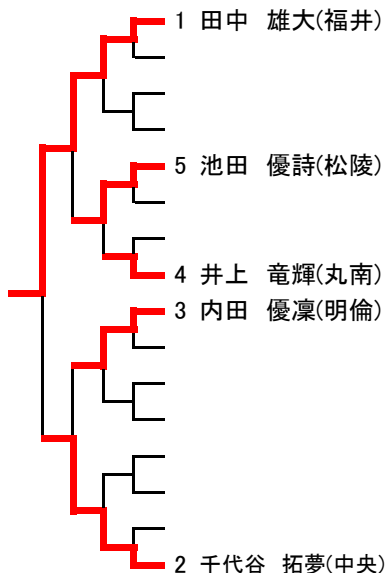 1 田中　雄大(福井)
5 池田　優詩(松陵)
4 井上　竜輝(丸南)
3 内田　優凜(明倫)
2 千代谷　拓夢(中央)